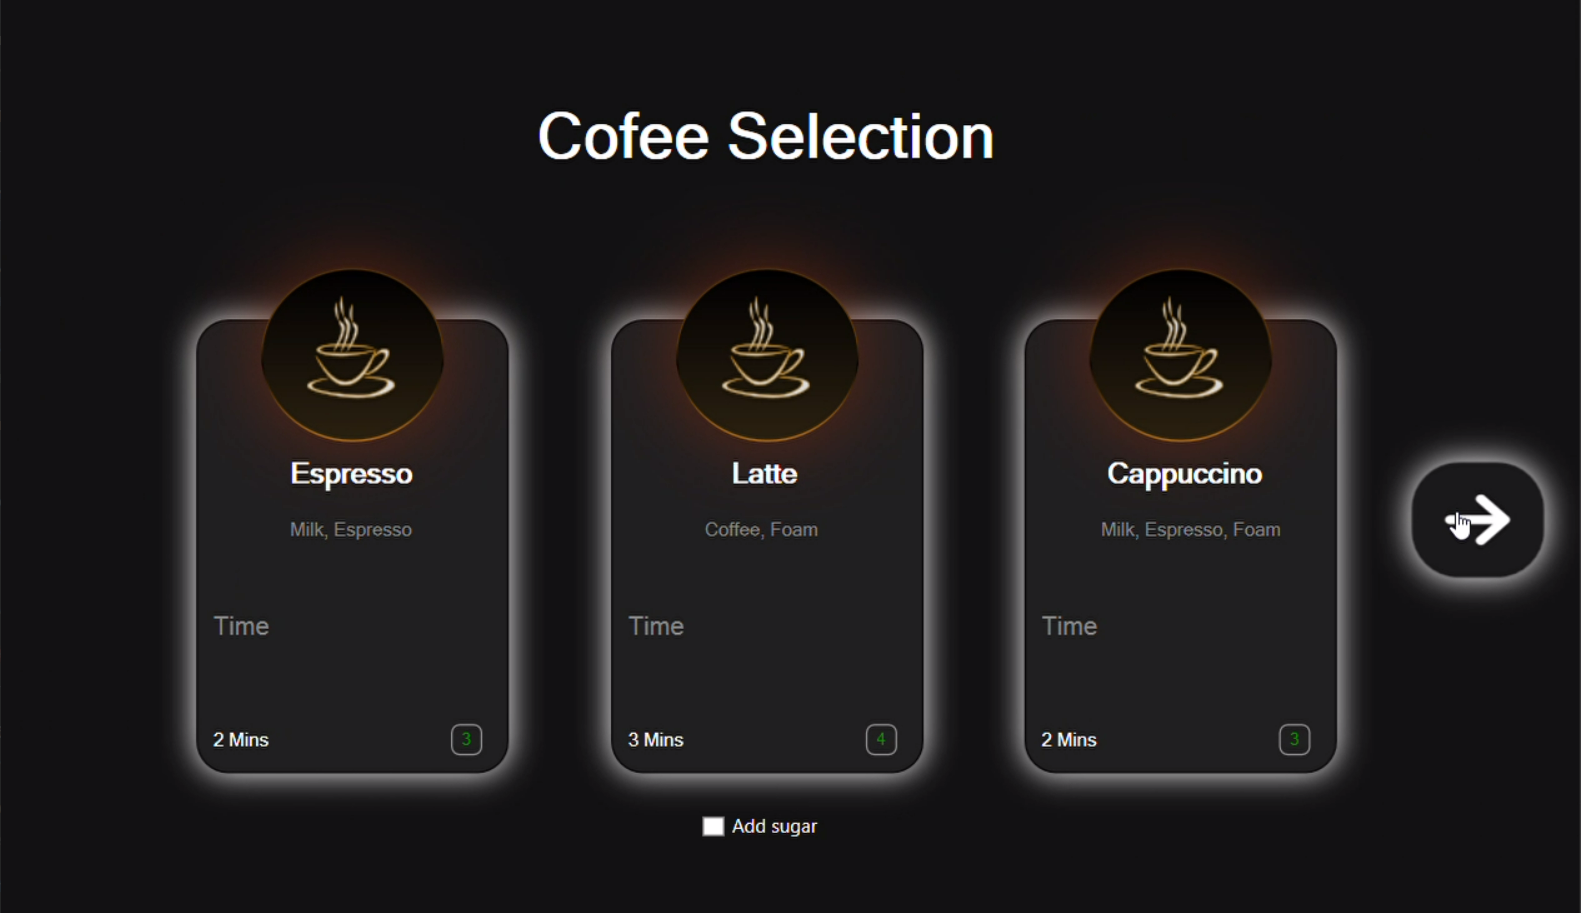 Cofee Selection
Espresso
Milk, Espresso
Time
2 Mins
3
Latte
Coffee, Foam
Time
3 Mins
4
Cappuccino
Milk, Espresso, Foam
Time
2 Mins
3
Add sugar